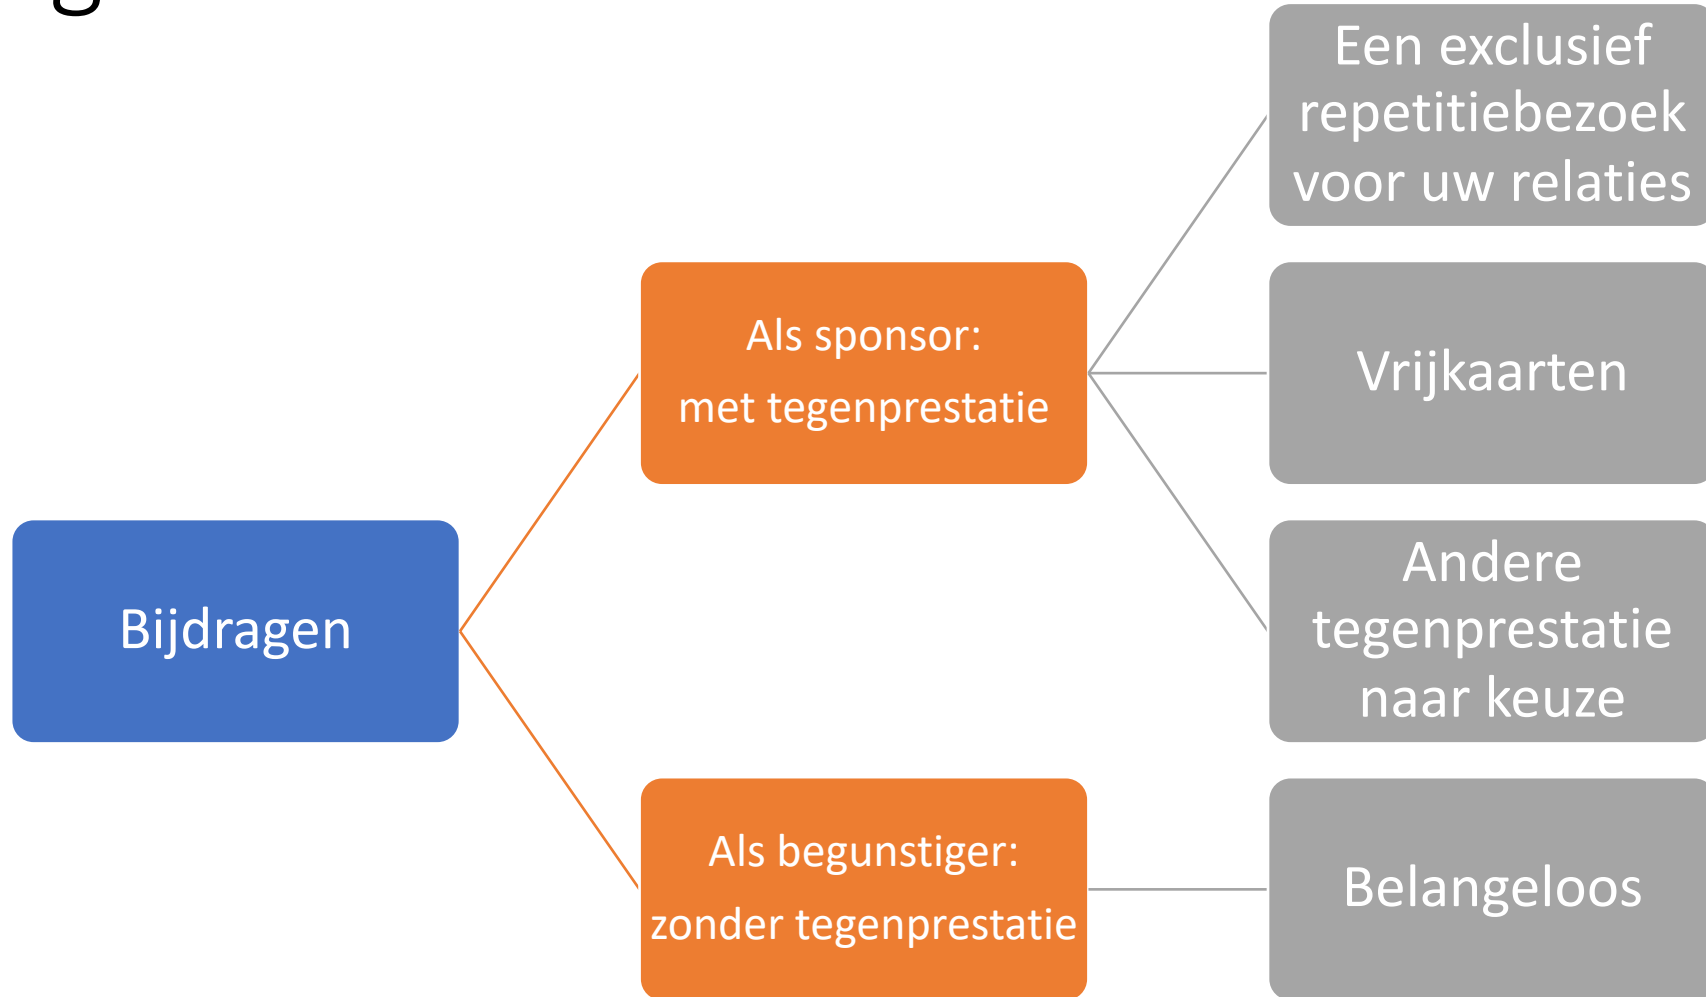 Een exclusief
repetitiebezoek
voor uw relaties
Als sponsor:
met tegenprestatie
Vrijkaarten
Bijdragen
Andere
tegenprestatie
naar keuze
Als begunstiger:
zonder tegenprestatie
Belangeloos